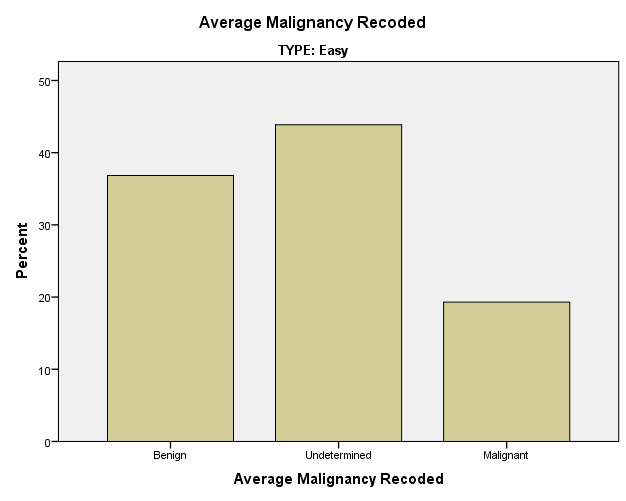 Average Malignancy Recoded
TYPE: Easy
50
40
30
20
10
0
Percent
Benign
Undetermined
Malignant
Average Malignancy Recoded